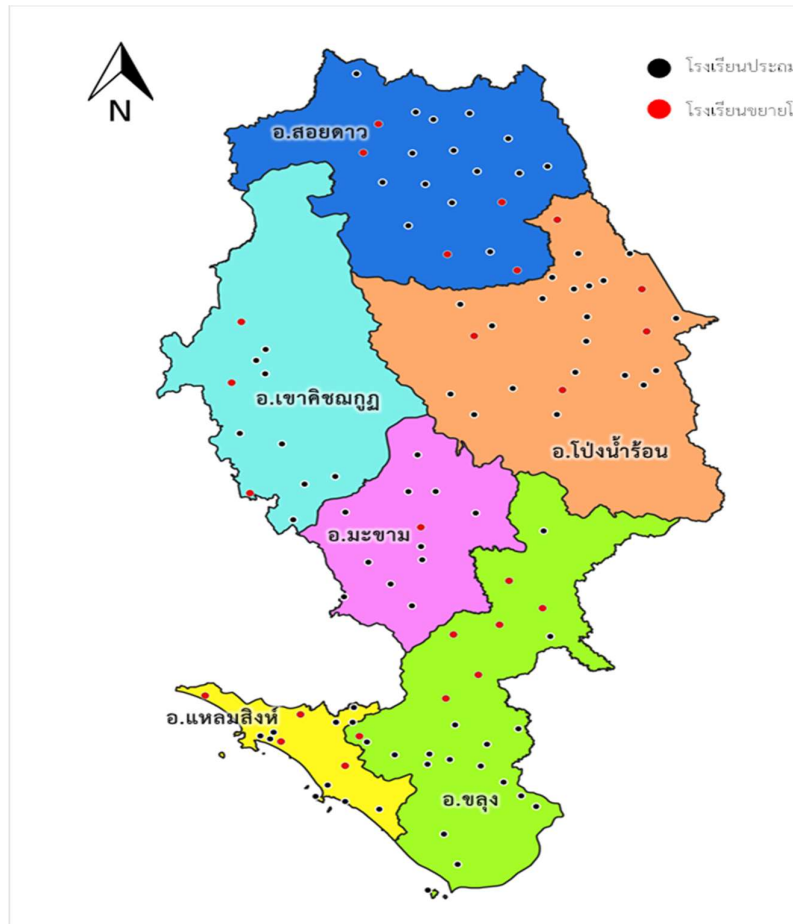 N
โรงเรียนประถม
โรงเรียนขยายโ
อ.สอยดาว
อ.เขาคิชฌกูฏ
อ.โป่งน้ำร้อน
อ.มะขาม
อ.แหลมสิงห์
อ.ขลุง